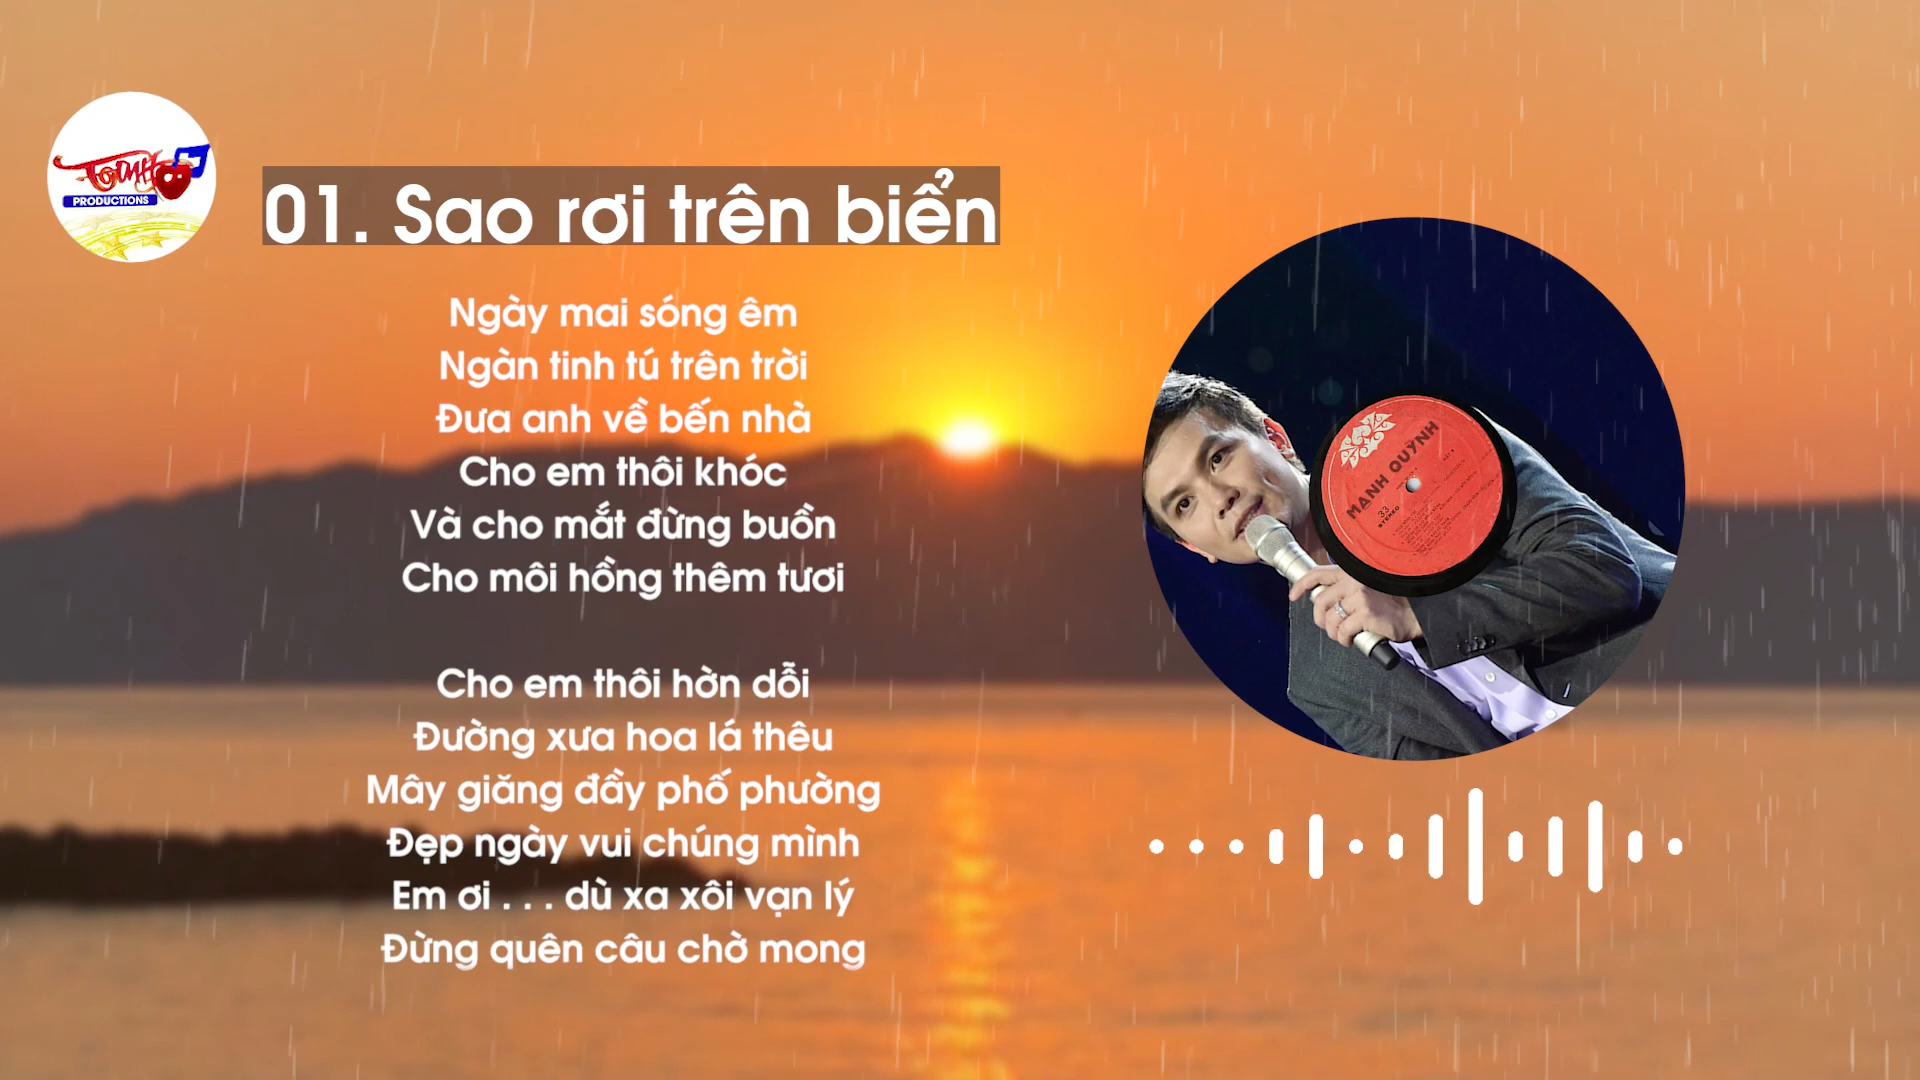 Toanho
PRODUCTIONS
01. Sao rơi trên biển
Ngày mai sóng êm
Ngàn tinh tú trên trời
Đưa anh về bến nhà
Cho em thôi khóc
Và cho mắt đừng buồn
Cho môi hồng thêm tươi
Cho em thôi hờn dỗi
Đường xưa hoa lá thêu
Mây giăng đầy phố phường
Đẹp ngày vui chúng mình
Em ơi . . . dù xa xôi vạn lý
Đừng quên câu chờ mong
MẠNH QUỲNH
33
STEREO